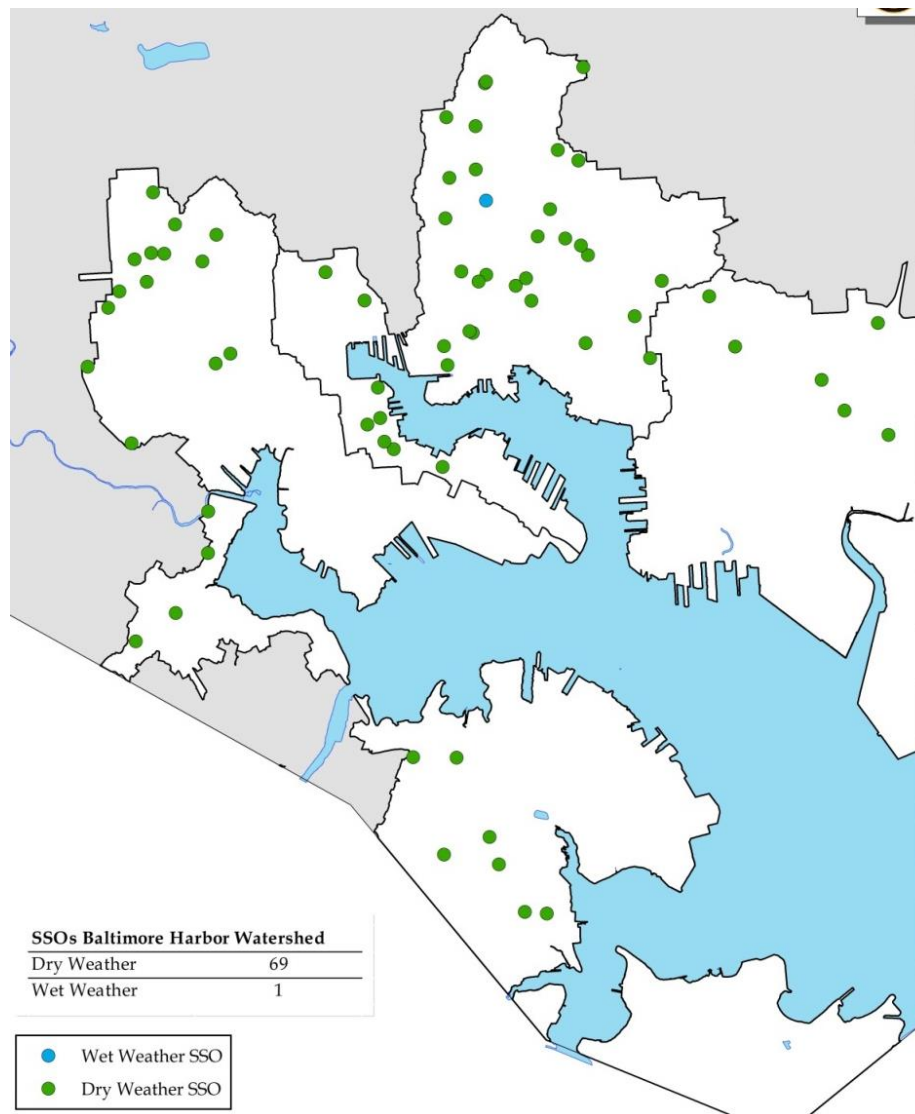 SSOs Baltimore Harbor Watershed
Dry Weather 69
Wet Weather 1
Wet Weather SSO
Dry Weather SSO